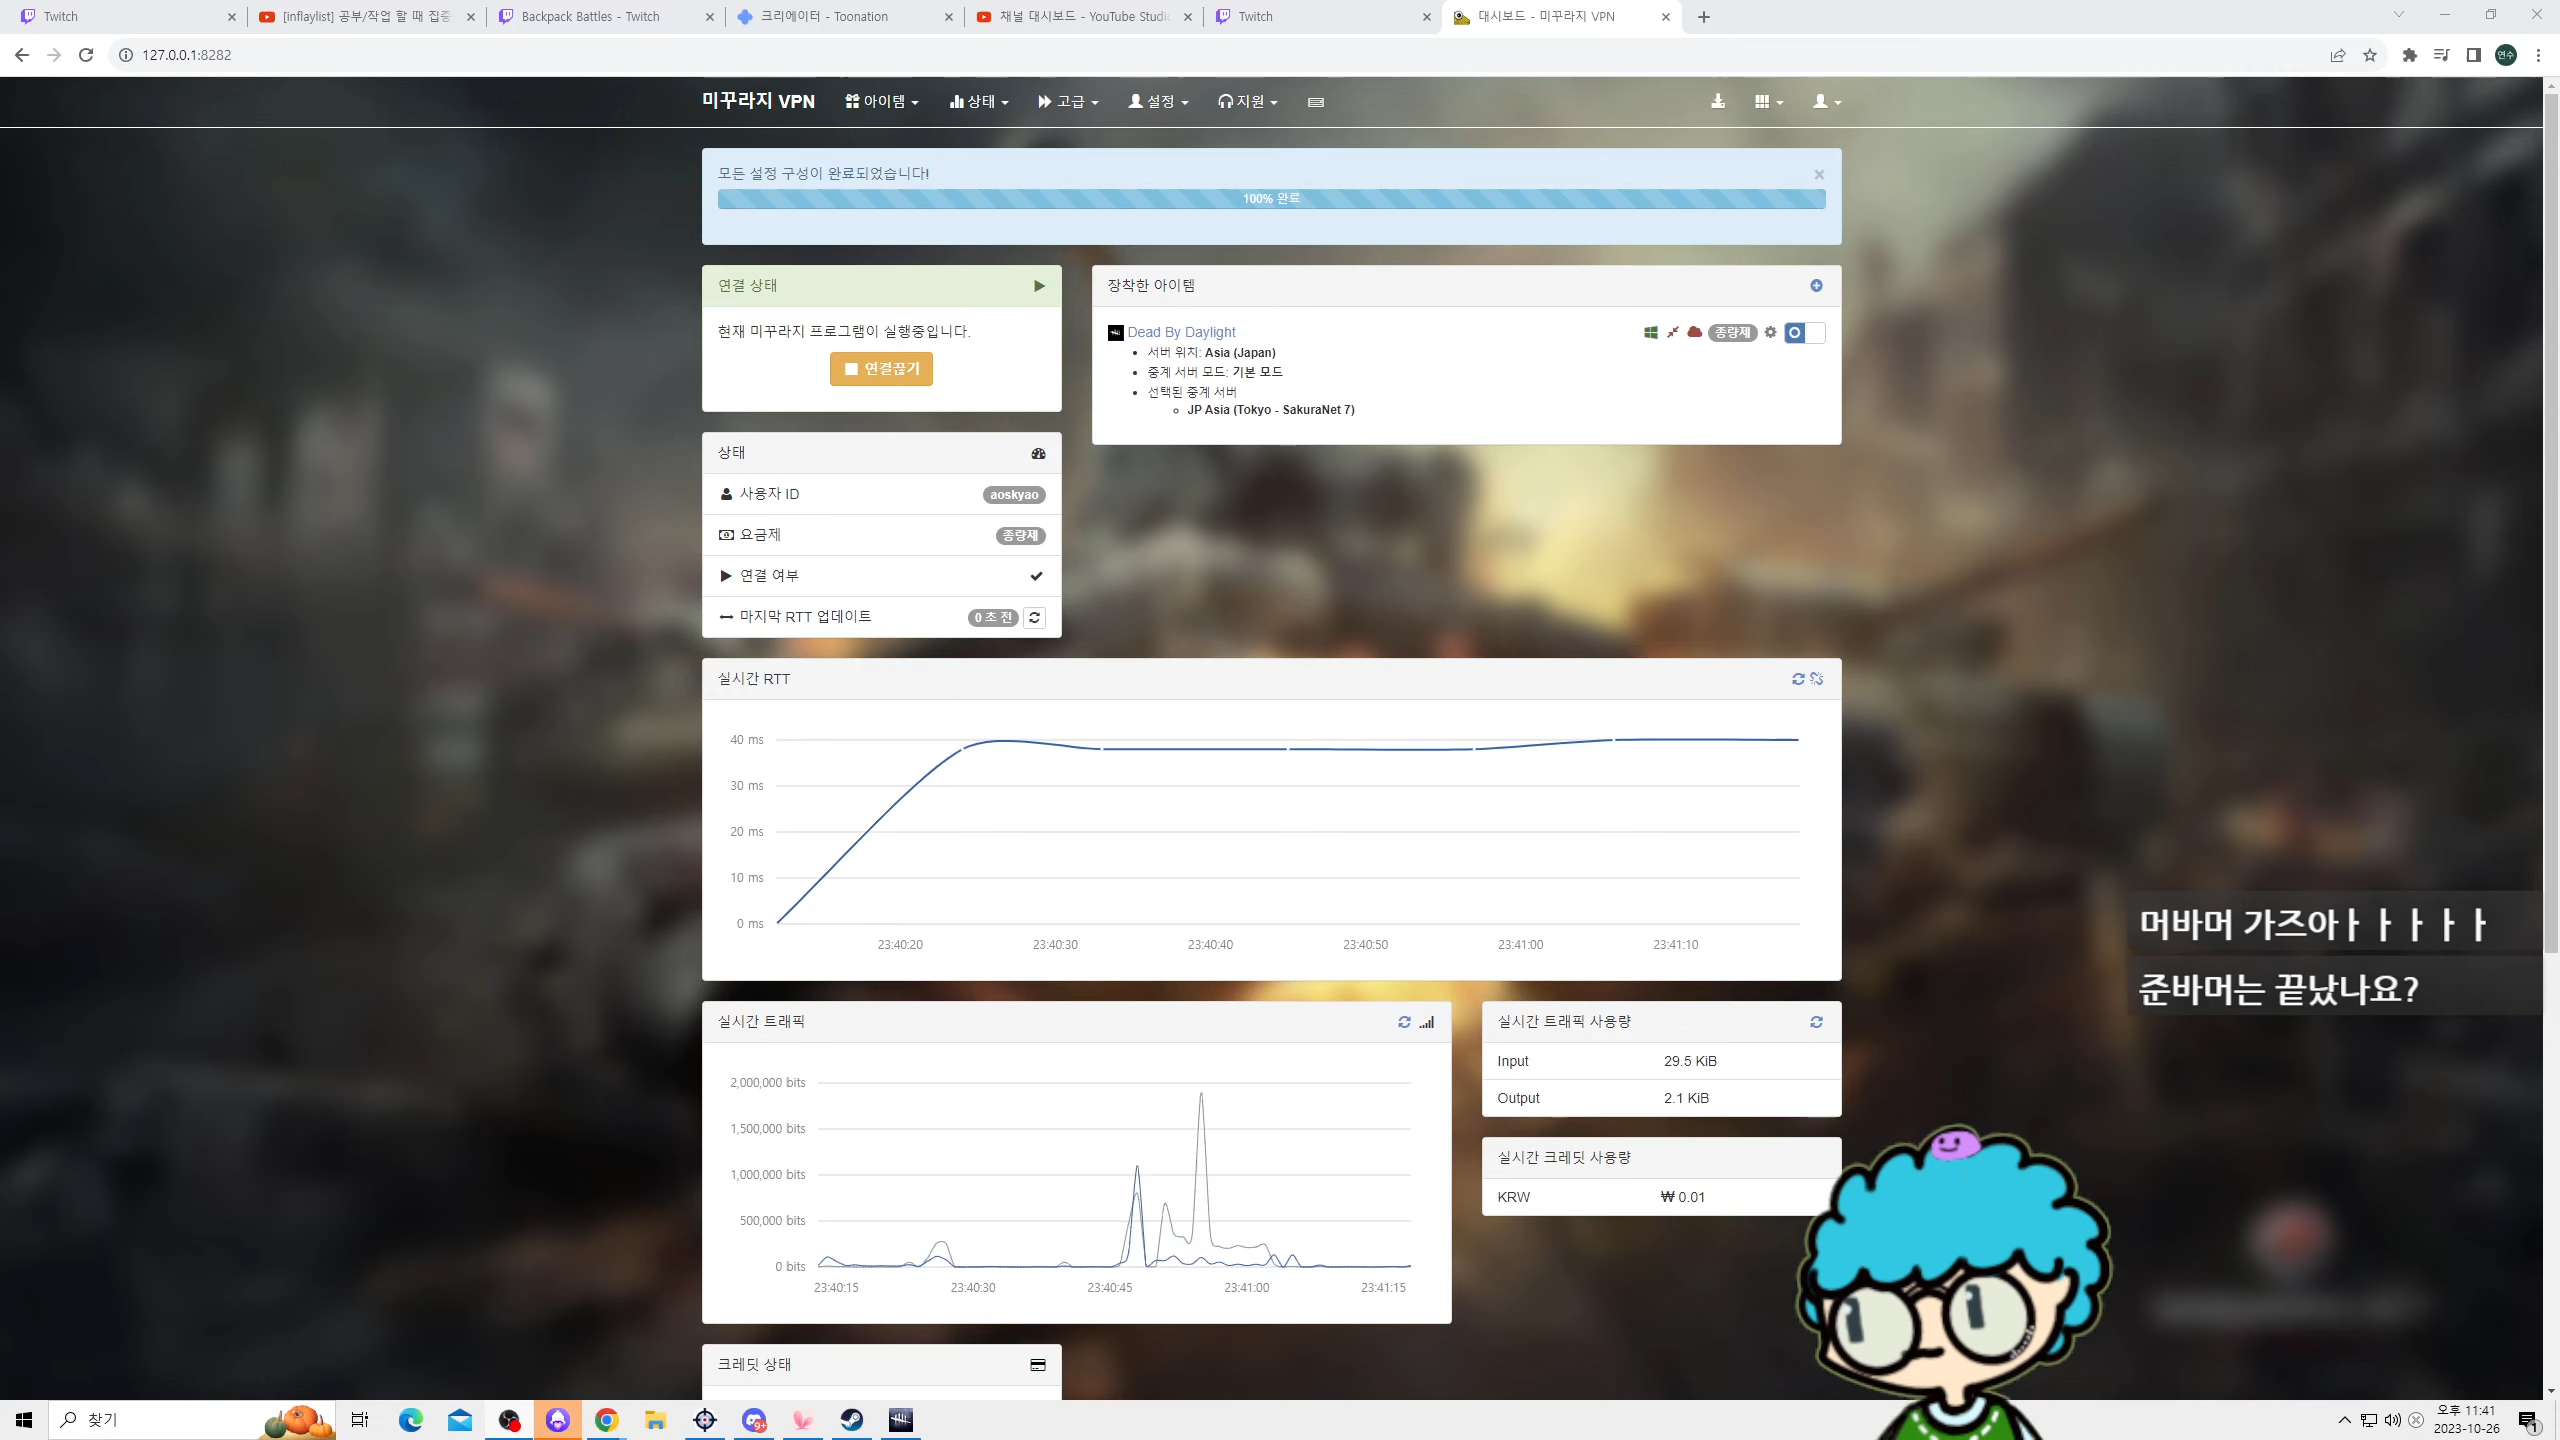 Twitch
[inflaylist] 공부/작업 할 때 집중
Backpack Battles - Twitch
크리에이터 - Toonation
채널 대시보드 - YouTube Studio
Twitch
대시보드 - 미꾸라지 VPN
127.0.0.1:8282
연수
미꾸라지 VPN
아이템
상태
고급
설정
지원
모든 설정 구성이 완료되었습니다!
×
100% 완료
연결 상태
현재 미꾸라지 프로그램이 실행중입니다.
연결끊기
장착한 아이템
Dead By Daylight
종량제
서버 위치: Asia (Japan)
중계 서버 모드: 기본 모드
선택된 중계 서버
JP Asia (Tokyo - SakuraNet 7)
상태
사용자 ID aoskyao
요금제 종량제
연결 여부
마지막 RTT 업데이트 0 초 전
실시간 RTT
40 ms
30 ms
20 ms
10 ms
0 ms
23:40:20 23:40:30 23:40:40 23:40:50 23:41:00 23:41:10
머바머 가즈아ㅏㅏㅏㅏㅏ
준바머는 끝났나요?
실시간 트래픽
2,000,000 bits
1,500,000 bits
1,000,000 bits
500,000 bits
0 bits
23:40:15 23:40:30 23:40:45 23:41:00 23:41:15
실시간 트래픽 사용량
Input 29.5 KiB
Output 2.1 KiB
실시간 크레딧 사용량
KRW ₩ 0.01
크레딧 상태
찾기
9+
오후 11:41
2023-10-26
1